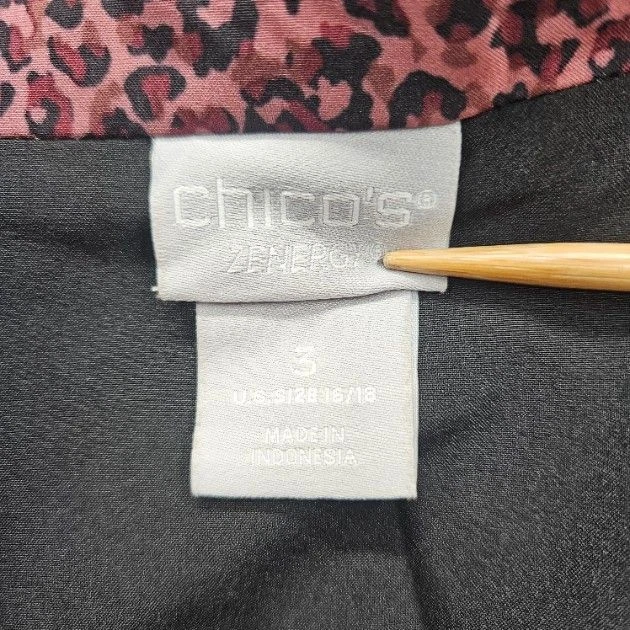 chico's®
ZENERGY®
3
U.S. SIZE 16/18
MADE IN
INDONESIA